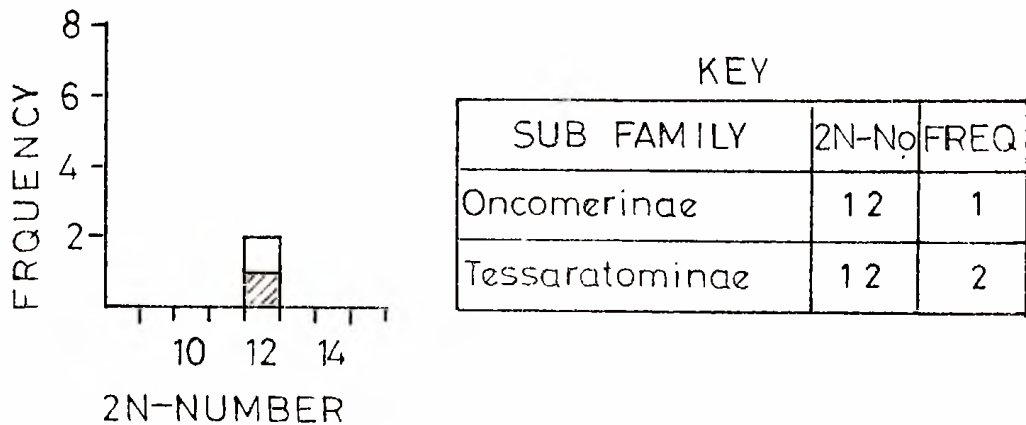 8
6
4
2
FRQUENCY
10 12 14
2N-NUMBER
KEY
SUB FAMILY 2N-No. FREQ
Oncomerinae 12 1
Tessaratominae 12 2